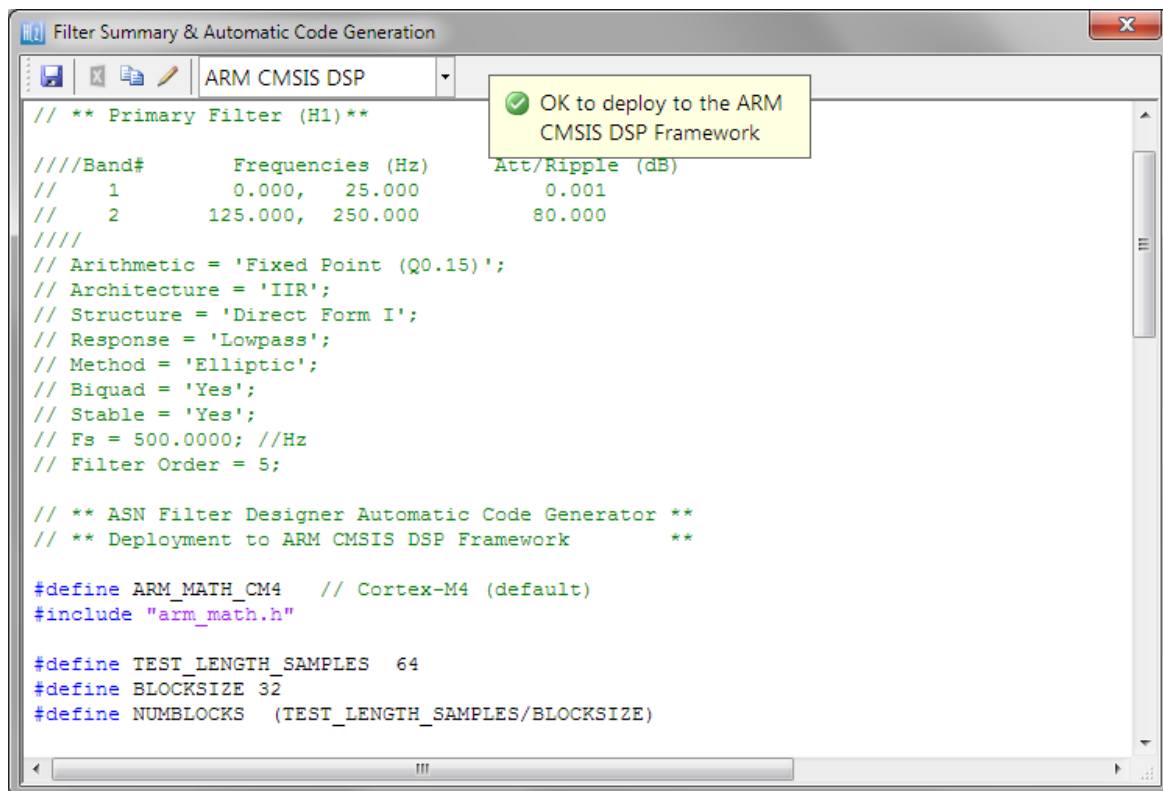 Filter Summary & Automatic Code Generation
ARM CMSIS DSP
OK to deploy to the ARM
CMSIS DSP Framework
// ** Primary Filter (H1)**
////Band#         Frequencies (Hz)     Att/Ripple (dB)
//    1         0.000,   25.000          0.001
//    2       125.000,  250.000         80.000
////
// Arithmetic = 'Fixed Point (Q0.15)';
// Architecture = 'IIR';
// Structure = 'Direct Form I';
// Response = 'Lowpass';
// Method = 'Elliptic';
// Biquad = 'Yes';
// Stable = 'Yes';
// Fs = 500.0000; //Hz
// Filter Order = 5;
// ** ASN Filter Designer Automatic Code Generator **
// ** Deployment to ARM CMSIS DSP Framework        **
#define ARM_MATH_CM4   // Cortex-M4 (default)
#include "arm_math.h"
#define TEST_LENGTH_SAMPLES  64
#define BLOCKSIZE 32
#define NUMBLOCKS  (TEST_LENGTH_SAMPLES/BLOCKSIZE)